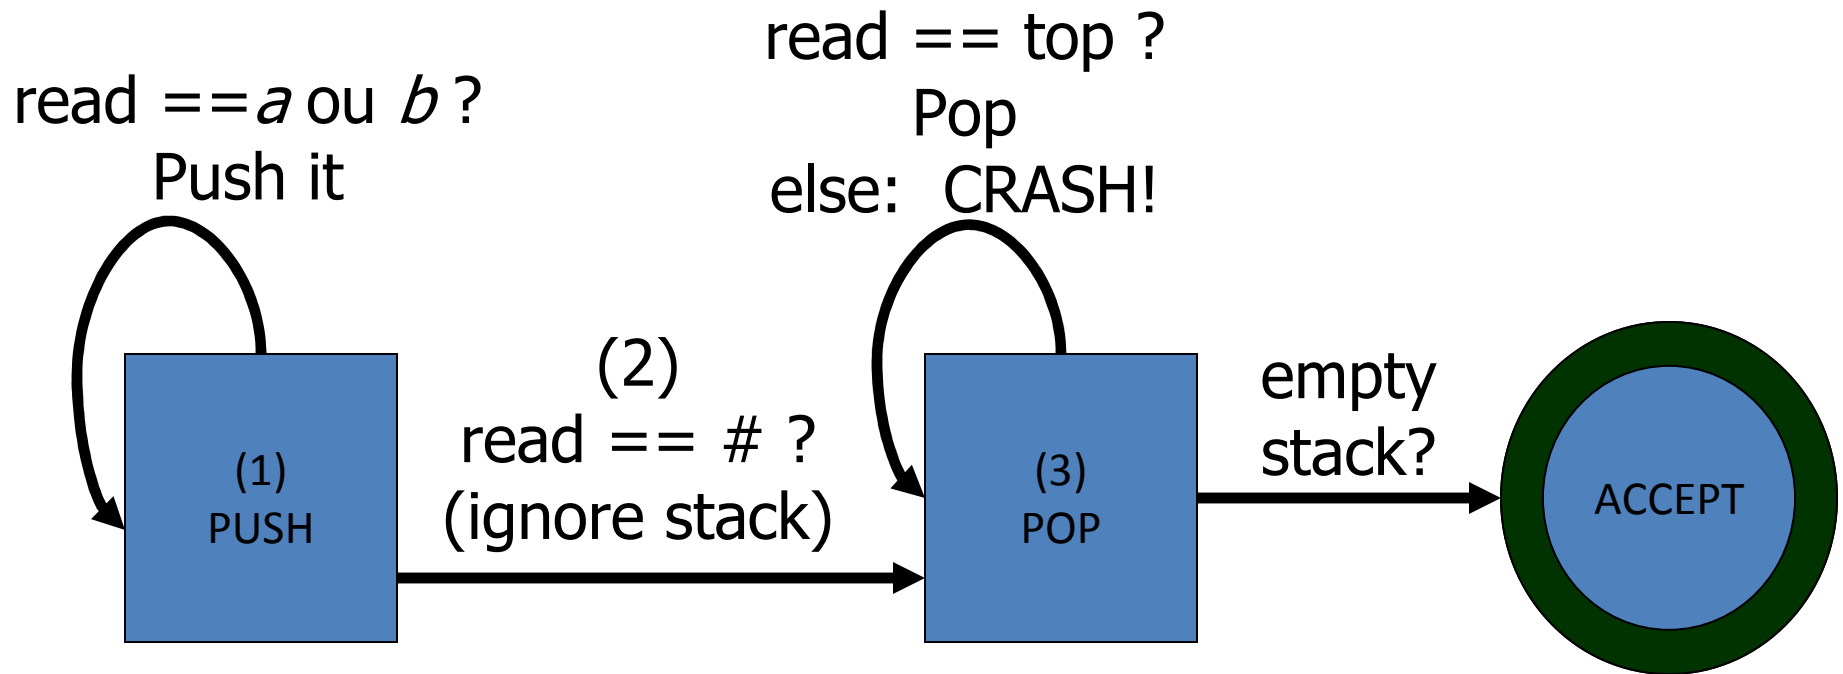 read ==a ou b ?
Push it
read == top ?
Pop
else: CRASH!
(1)
PUSH
(2)
read == # ?
(ignore stack)
(3)
POP
empty
stack?
ACCEPT